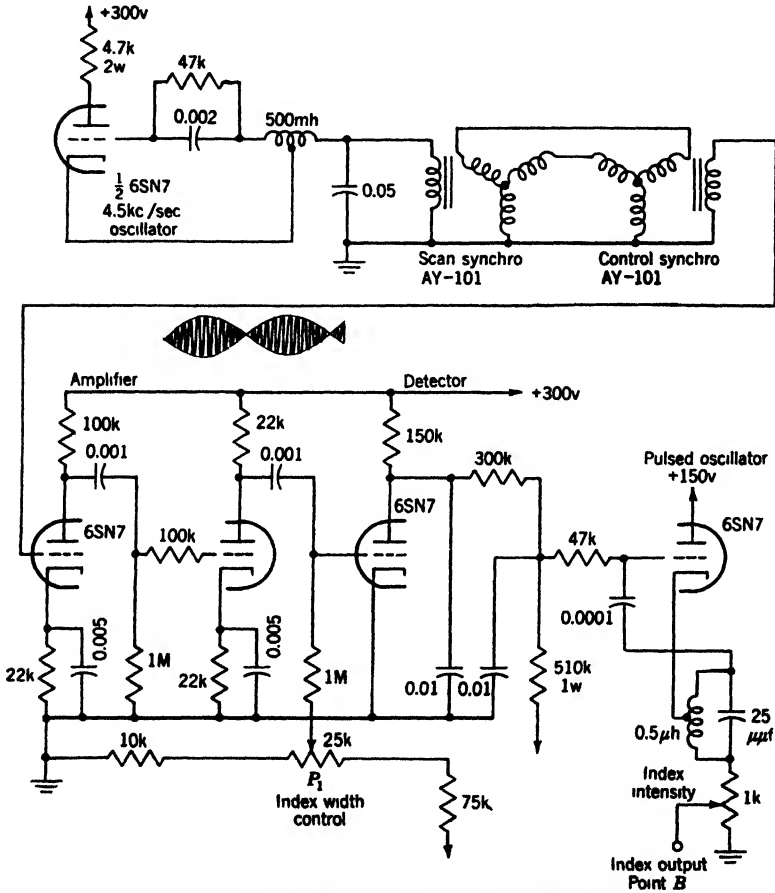 +300v
4.7k
2w
47k
0.002
500mh
1/2 6SN7
4.5kc/sec
oscillator
0.05
Scan synchro
AY-101
Control synchro
AY-101
Amplifier
Detector
+300v
100k
0.001
22k
0.001
150k
300k
Pulsed oscillator
+150v
6SN7
100k
6SN7
47k
6SN7
0.0001
0.005
22k
1M
0.005
22k
1M
0.01
0.01
510k
1w
0.5μh
25
μμf
10k
25k
P1
Index width
control
75k
Index
intensity
1k
Index output
Point B